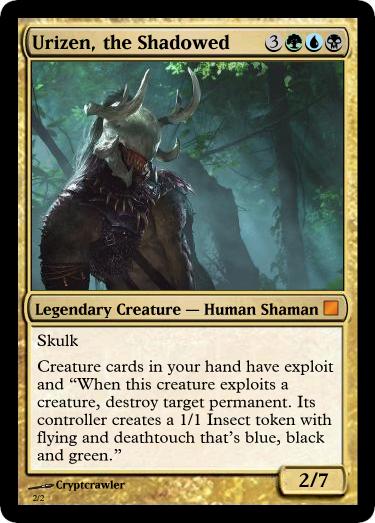 Urizen, the Shadowed 3
Legendary Creature — Human Shaman
Skulk
Creature cards in your hand have exploit
and “When this creature exploits a
creature, destroy target permanent. Its
controller creates a 1/1 Insect token with
flying and deathtouch that’s blue, black
and green.”
Cryptcrawler
2/7
2/2